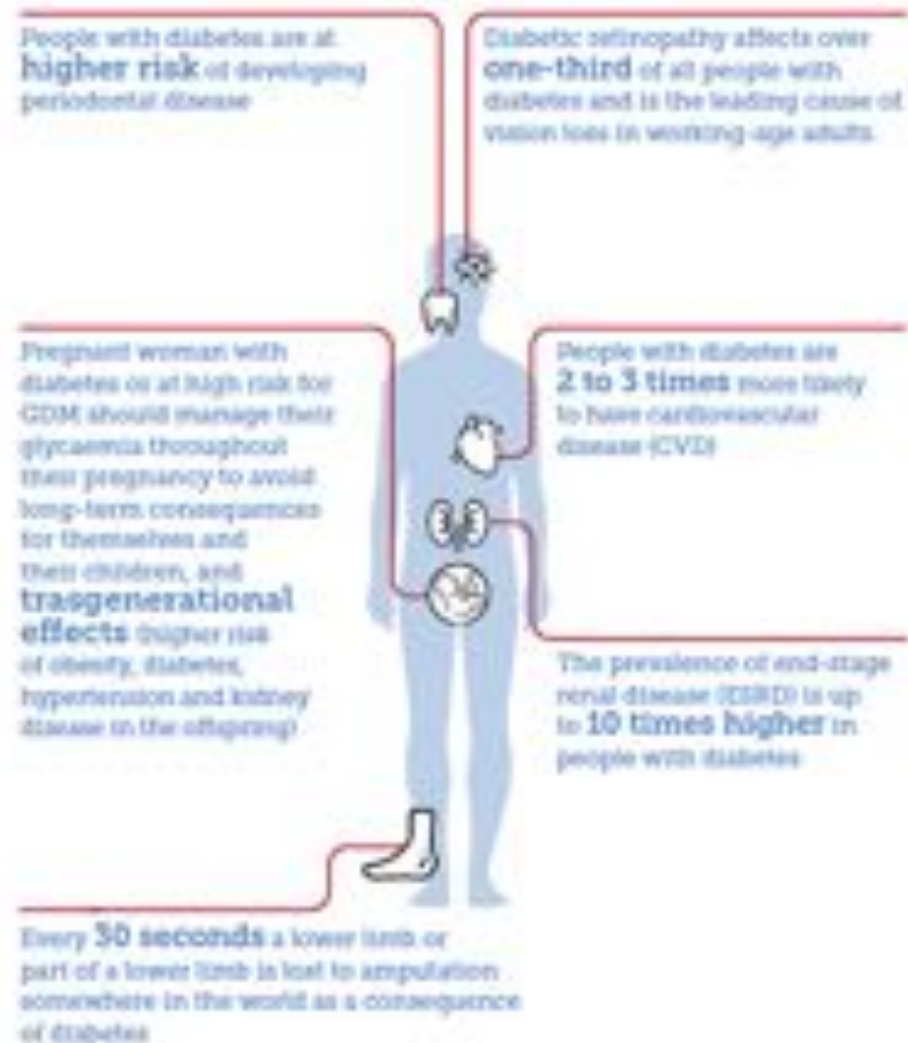 People with diabetes are at
higher risk of developing
periodontal disease
Diabetic retinopathy affects over
one-third of all people with
diabetes and is the leading cause of
vision loss in working-age adults
Pregnant woman with
diabetes or at high risk for
GDM should manage their
glycaemia throughout
their pregnancy to avoid
long-term consequences
for themselves and
their children, and
trasgenerational
effects (higher risk
of obesity, diabetes,
hypertension and kidney
disease in the offspring)
People with diabetes are
2 to 3 times more likely
to have cardiovascular
disease (CVD)
The prevalence of end-stage
renal disease (ESRD) is up
to 10 times higher in
people with diabetes
Every 30 seconds a lower limb or
part of a lower limb is lost to amputation
somewhere in the world as a consequence
of diabetes